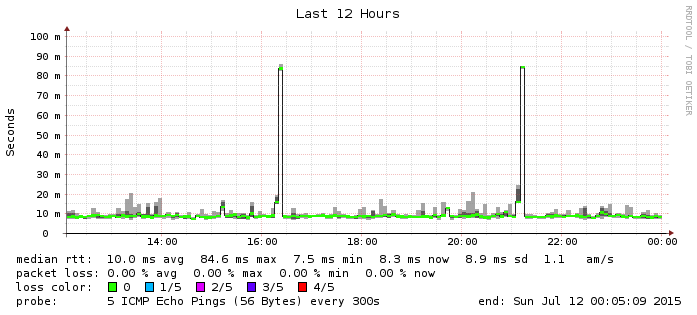 Last 12 Hours
RRDTOOL / TOBI OETIKER
Seconds
100 m
90 m
80 m
70 m
60 m
50 m
40 m
30 m
20 m
10 m
0
14:00 16:00 18:00 20:00 22:00 00:00
median rtt: 10.0 ms avg 84.6 ms max 7.5 ms min 8.3 ms now 8.9 ms sd 1.1 am/s
packet loss: 0.00 % avg 0.00 % max 0.00 % min 0.00 % now
loss color: 0 1/5 2/5 3/5 4/5
probe: 5 ICMP Echo Pings (56 Bytes) every 300s end: Sun Jul 12 00:05:09 2015